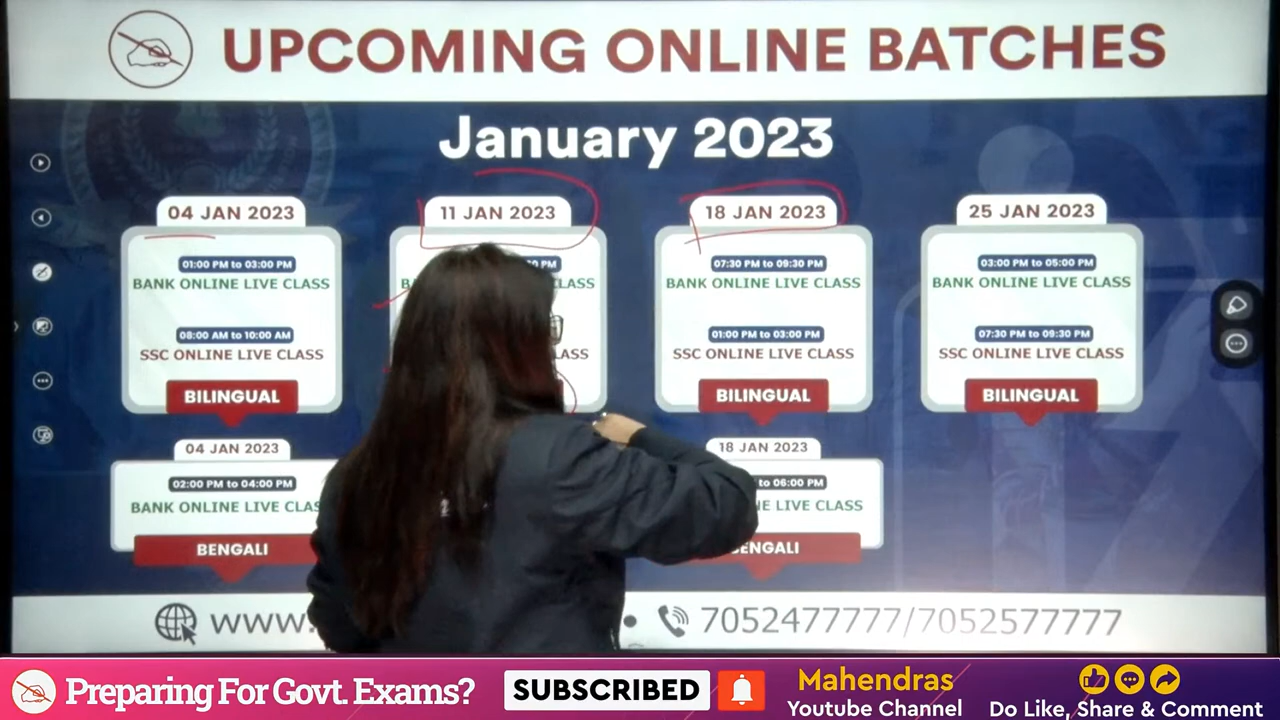 UPCOMING ONLINE BATCHES
January 2023
04 JAN 2023
01:00 PM to 03:00 PM
BANK ONLINE LIVE CLASS
08:00 AM to 10:00 AM
SSC ONLINE LIVE CLASS
BILINGUAL
11 JAN 2023
PM
18 JAN 2023
07:30 PM to 09:30 PM
BANK ONLINE LIVE CLASS
01:00 PM to 03:00 PM
SSC ONLINE LIVE CLASS
BILINGUAL
25 JAN 2023
03:00 PM to 05:00 PM
BANK ONLINE LIVE CLASS
07:30 PM to 09:30 PM
SSC ONLINE LIVE CLASS
BILINGUAL
04 JAN 2023
02:00 PM to 04:00 PM
BANK ONLINE LIVE CLASS
BENGALI
18 JAN 2023
to 06:00 PM
LIVE CLASS
BENGALI
www.
7052477777/7052577777
Preparing For Govt. Exams?
SUBSCRIBED
Mahendras
Youtube Channel
Do Like, Share & Comment